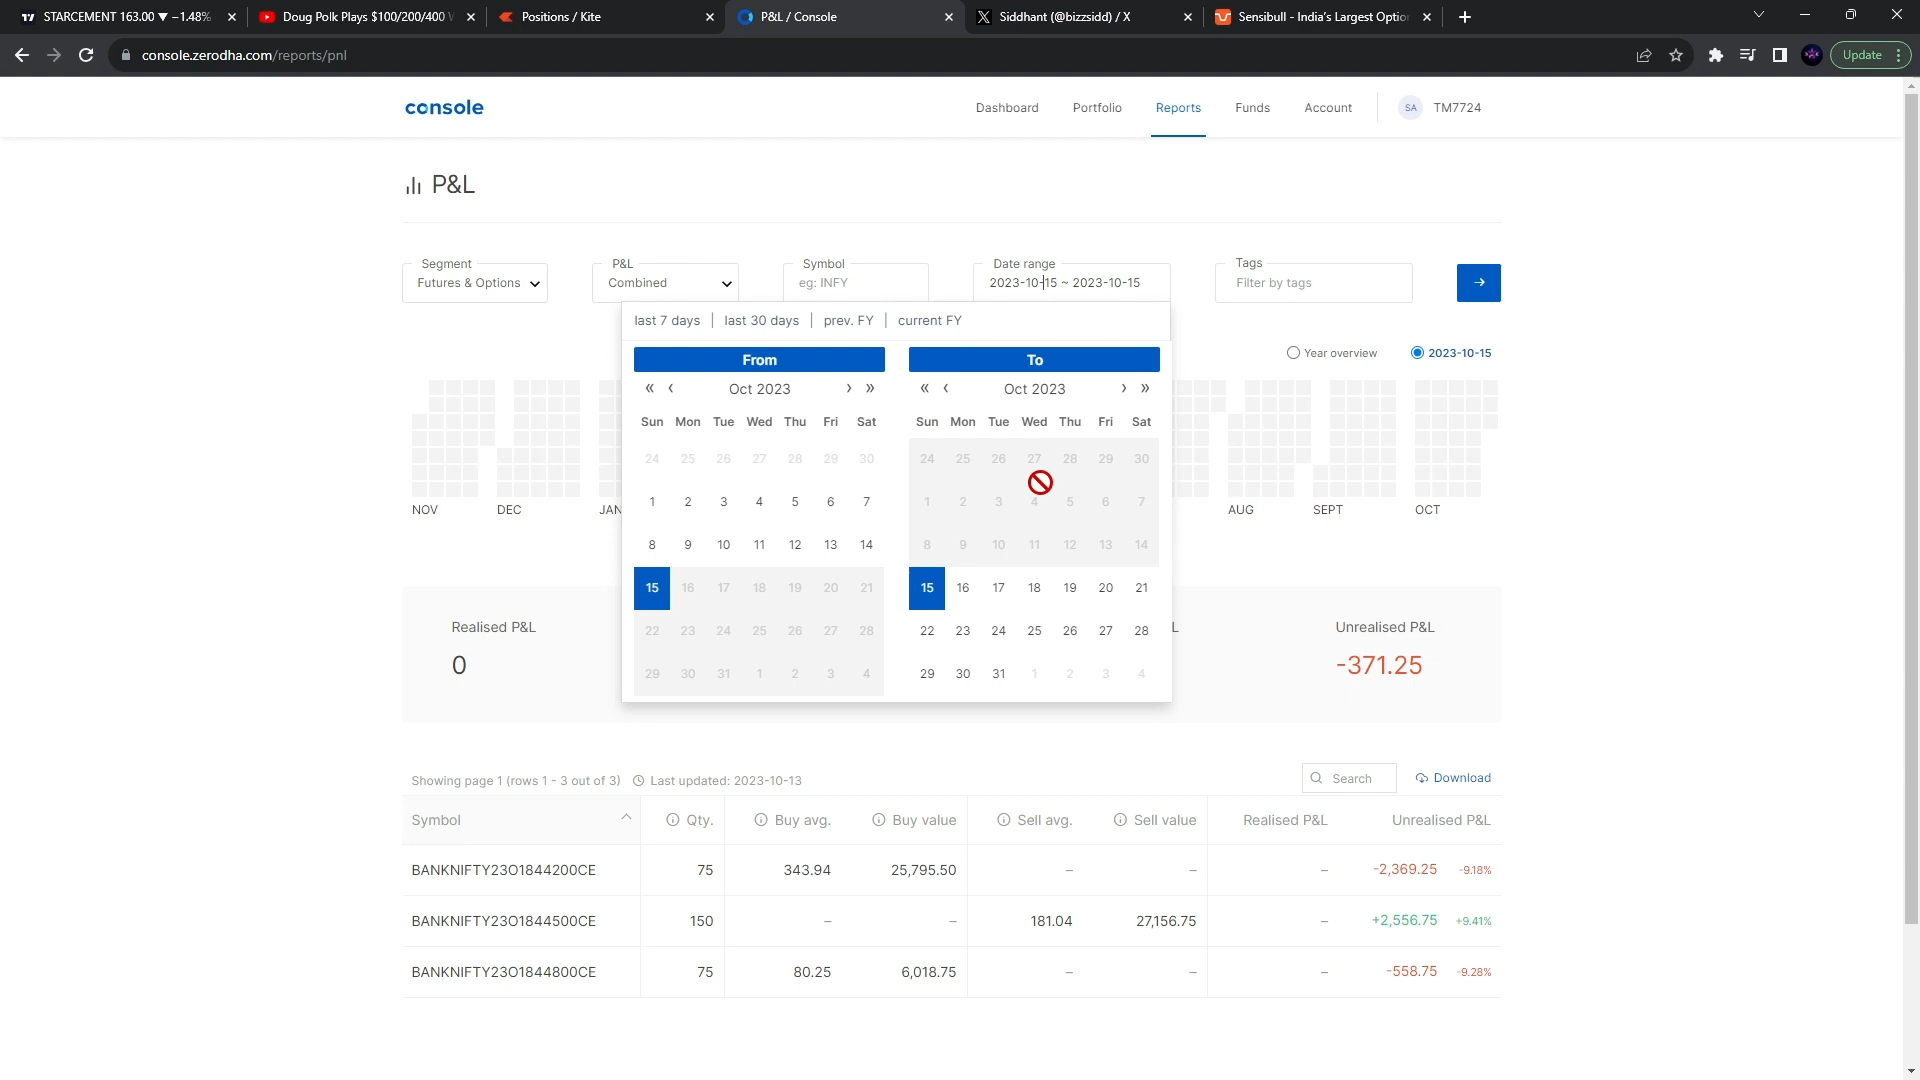 STARCEMENT 163.00 ▼ −1.48%
Doug Polk Plays $100/200/400
Positions / Kite
P&L / Console
Siddhant (@bizzsidd) / X
Sensibull - India's Largest Optio
console.zerodha.com/reports/pnl
Update
console
Dashboard Portfolio Reports Funds Account SA TM7724
P&L
Segment P&L Symbol Date range Tags
Futures & Options Combined eg: INFY 2023-10-15 ~ 2023-10-15 Filter by tags
last 7 days | last 30 days | prev. FY | current FY
Year overview 2023-10-15
From To
« ‹ Oct 2023 › » « ‹ Oct 2023 › »
Sun Mon Tue Wed Thu Fri Sat Sun Mon Tue Wed Thu Fri Sat
24 25 26 27 28 29 30 24 25 26 27 28 29 30
1 2 3 4 5 6 7 1 2 3 4 5 6 7
NOV DEC JAN AUG SEPT OCT
8 9 10 11 12 13 14 8 9 10 11 12 13 14
15 16 17 18 19 20 21 15 16 17 18 19 20 21
22 23 24 25 26 27 28 22 23 24 25 26 27 28
29 30 31 1 2 3 4 29 30 31 1 2 3 4
Realised P&L L Unrealised P&L
0 -371.25
Showing page 1 (rows 1 - 3 out of 3) Last updated: 2023-10-13 Search Download
Symbol Qty. Buy avg. Buy value Sell avg. Sell value Realised P&L Unrealised P&L
BANKNIFTY23O1844200CE 75 343.94 25,795.50 – – – -2,369.25 -9.18%
BANKNIFTY23O1844500CE 150 – – 181.04 27,156.75 – +2,556.75 +9.41%
BANKNIFTY23O1844800CE 75 80.25 6,018.75 – – – -558.75 -9.28%